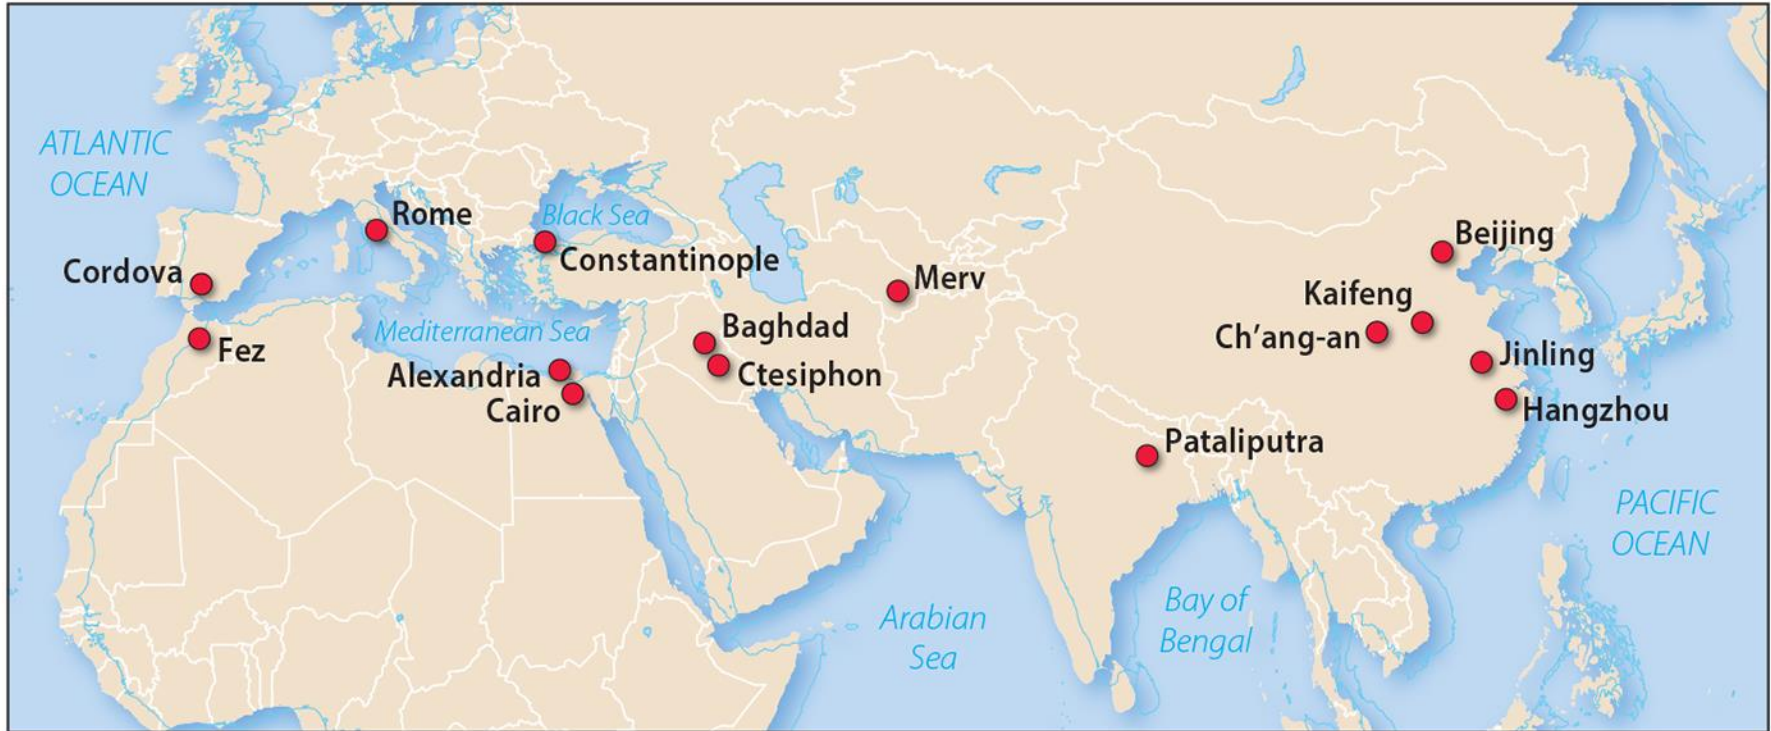 ATLANTIC
OCEAN
Rome
Black Sea
Constantinople
Cordova
Merv
Beijing
Kaifeng
Ch’ang-an
Mediterranean Sea
Baghdad
Fez
Jinling
Alexandria
Ctesiphon
Cairo
Hangzhou
Pataliputra
PACIFIC
OCEAN
Arabian
Sea
Bay of
Bengal